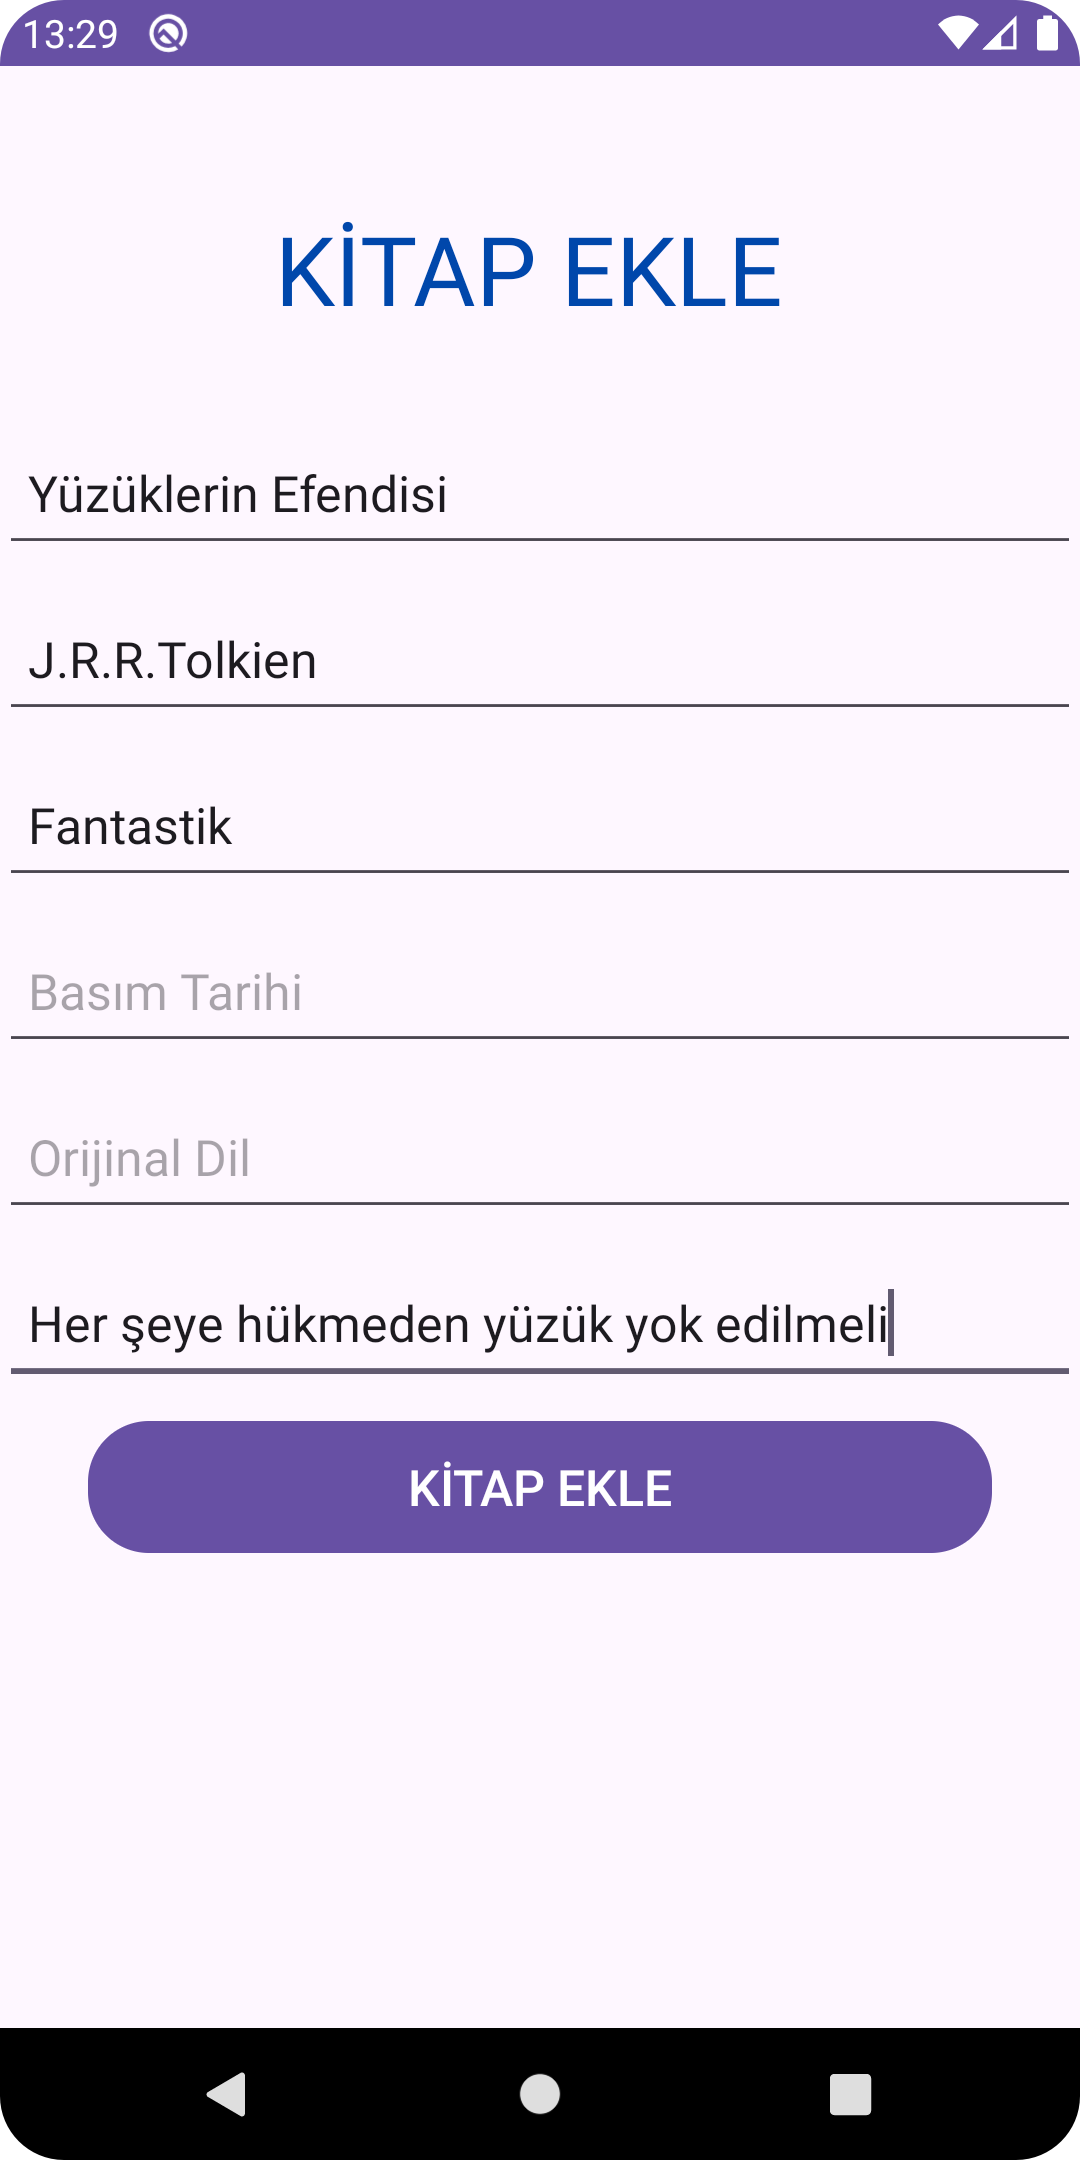 13:29
KİTAP EKLE
Yüzüklerin Efendisi
J.R.R.Tolkien
Fantastik
Basım Tarihi
Orijinal Dil
Her şeye hükmeden yüzük yok edilmeli
KİTAP EKLE